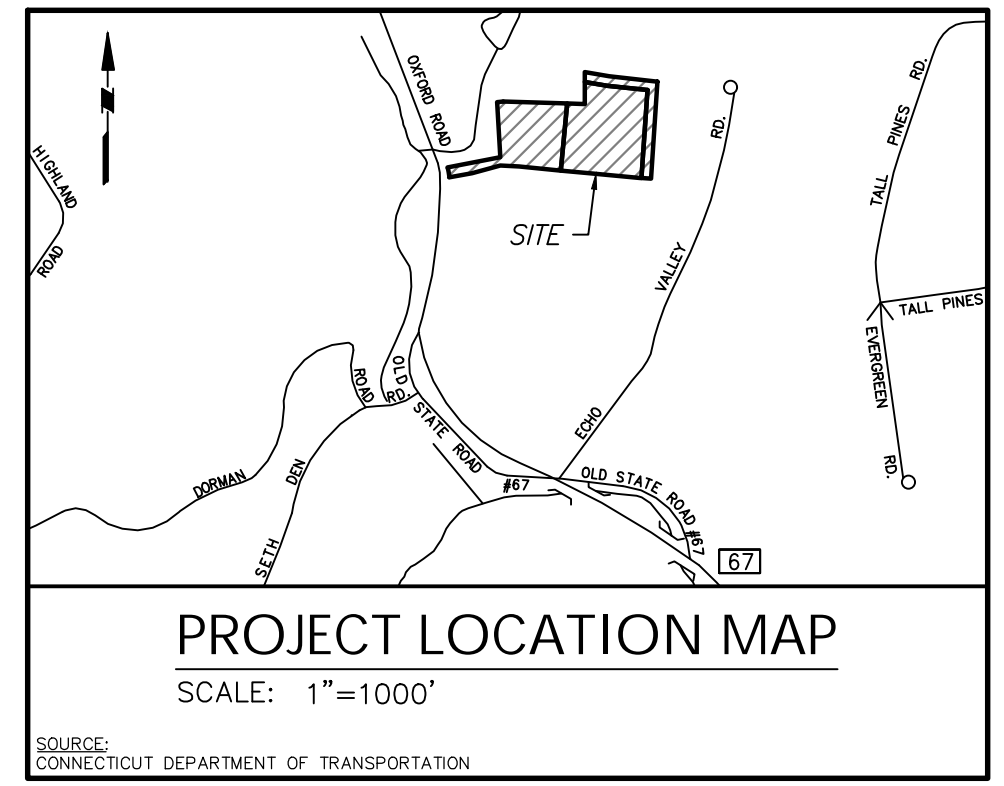 OXFORD ROAD
HIGHLAND
ROAD
SITE
RD.
VALLEY
ECHO
TALL PINES RD.
TALL PINES
EVERGREEN
RD.
OLD
RD.
ROAD
STATE ROAD
#67
OLD STATE ROAD #67
DORMAN
DEN
SETH
67
PROJECT LOCATION MAP
SCALE: 1"=1000'
SOURCE:
CONNECTICUT DEPARTMENT OF TRANSPORTATION